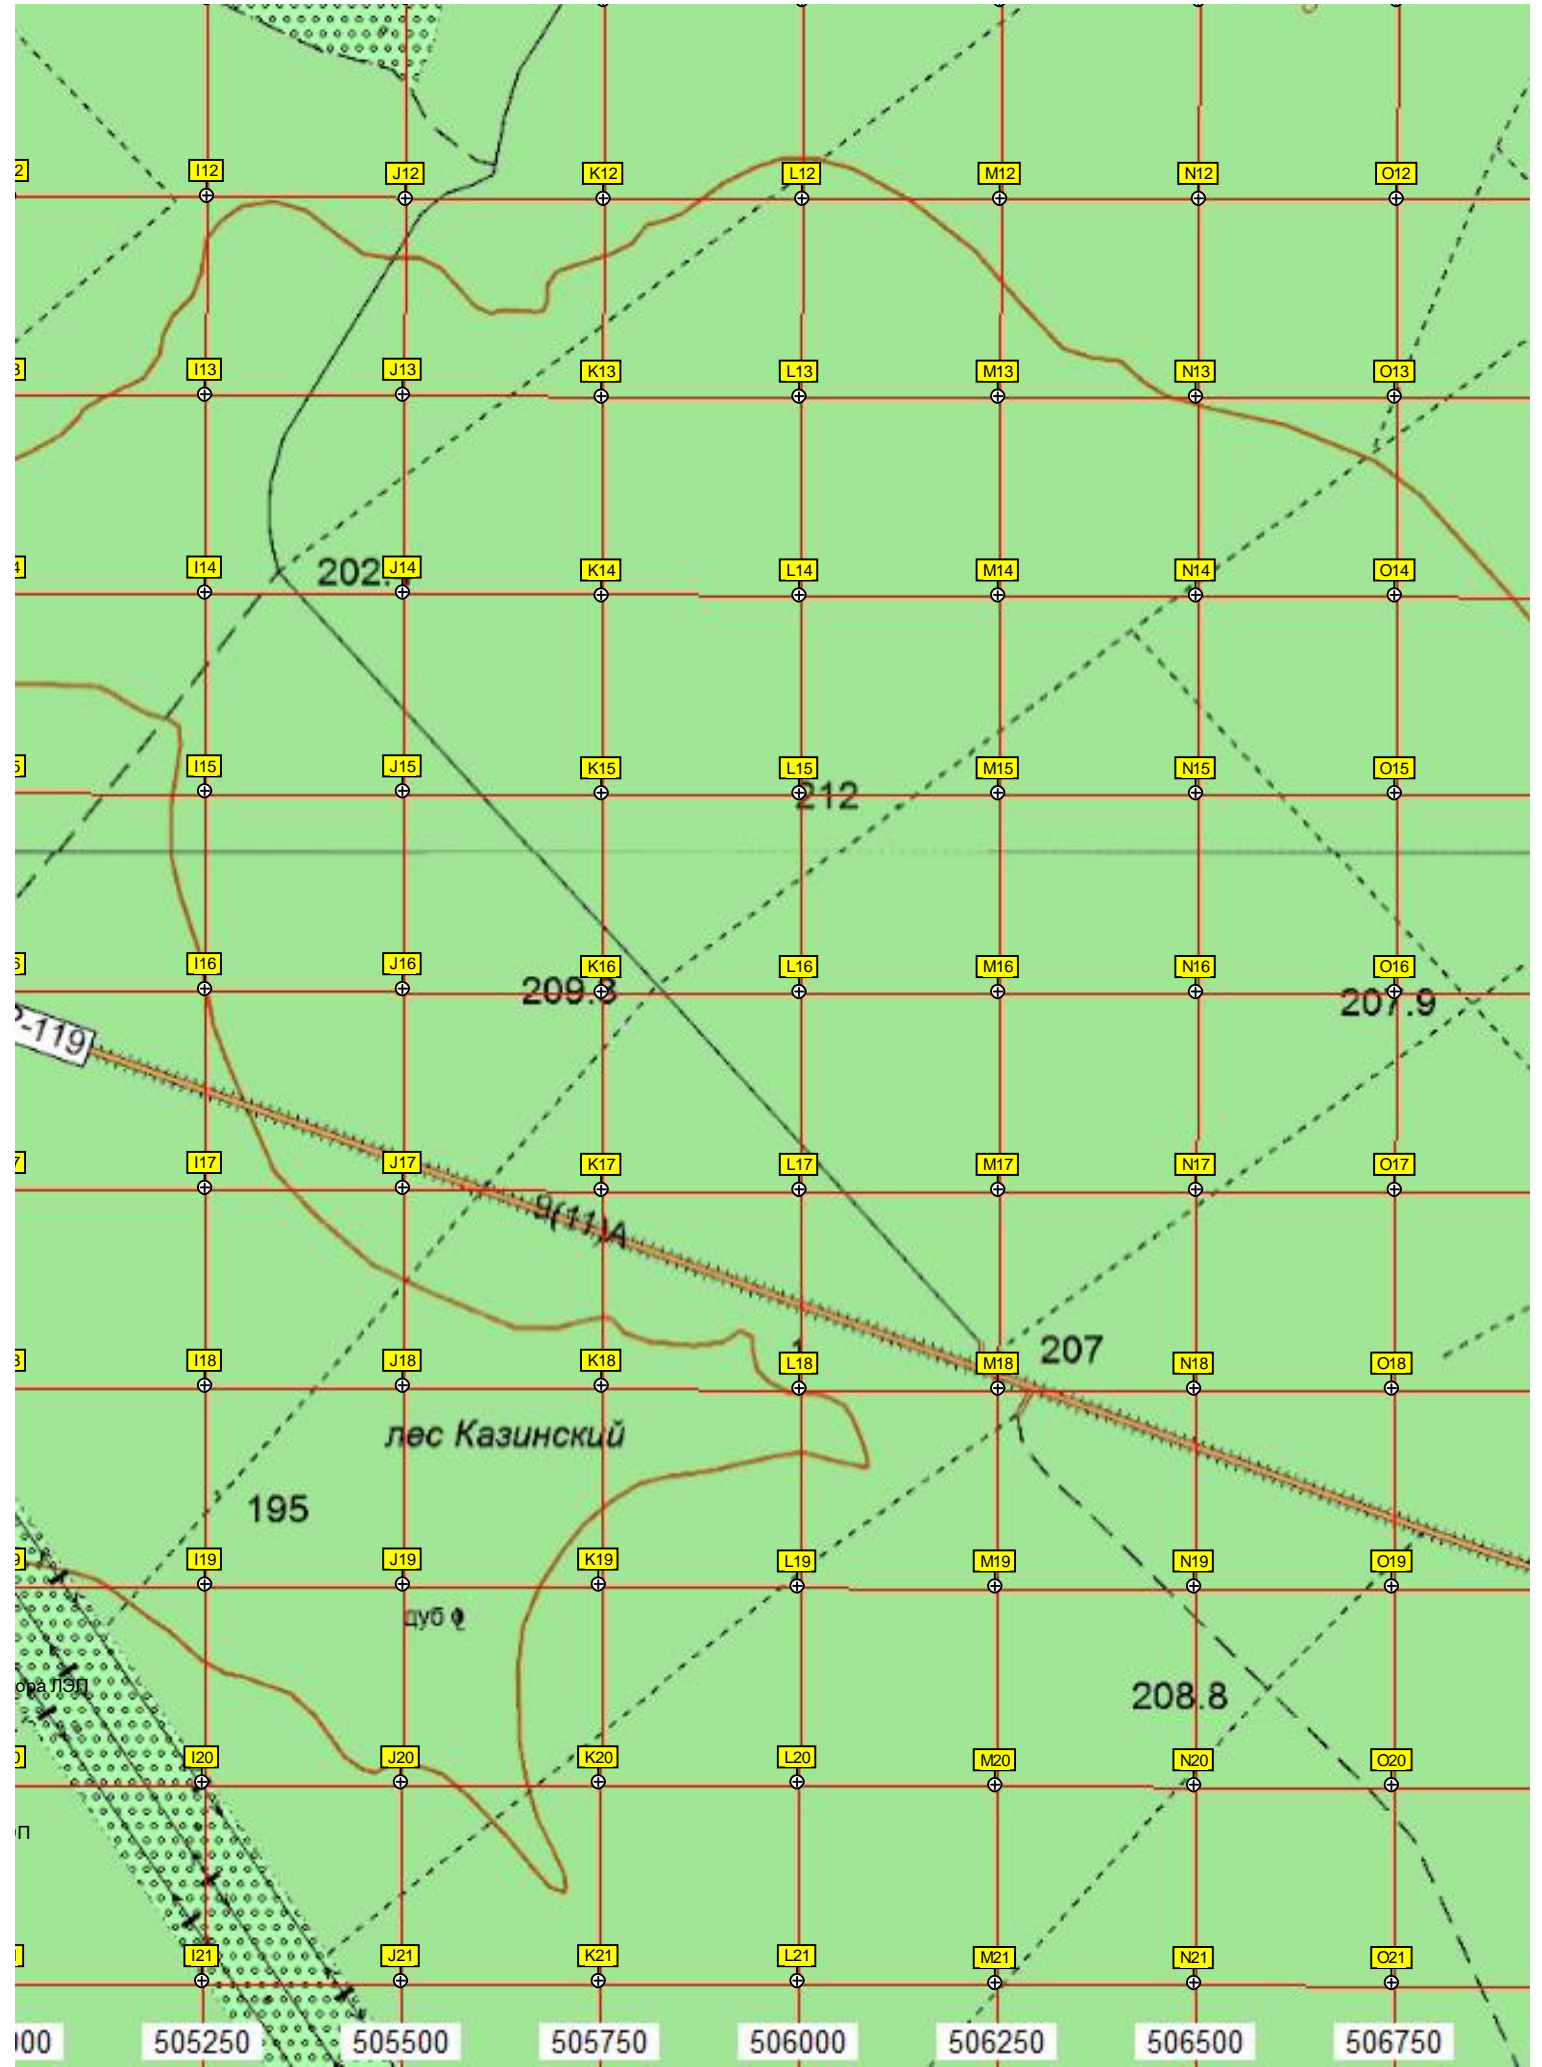 I12 J12 K12 L12 M12 N12 O12
I13 J13 K13 L13 M13 N13 O13
202.
I14 J14 K14 L14 M14 N14 O14
I15 J15 K15 L15 M15 N15 O15
212
I16 J16 K16 L16 M16 N16 O16
209.3 207.9
-119
I17 J17 K17 L17 M17 N17 O17
9(11)А
207
I18 J18 K18 L18 M18 N18 O18
лес Казинский
195
I19 J19 K19 L19 M19 N19 O19
дуб
ора ЛЭП
208.8
I20 J20 K20 L20 M20 N20 O20
I21 J21 K21 L21 M21 N21 O21
505250 505500 505750 506000 506250 506500 506750